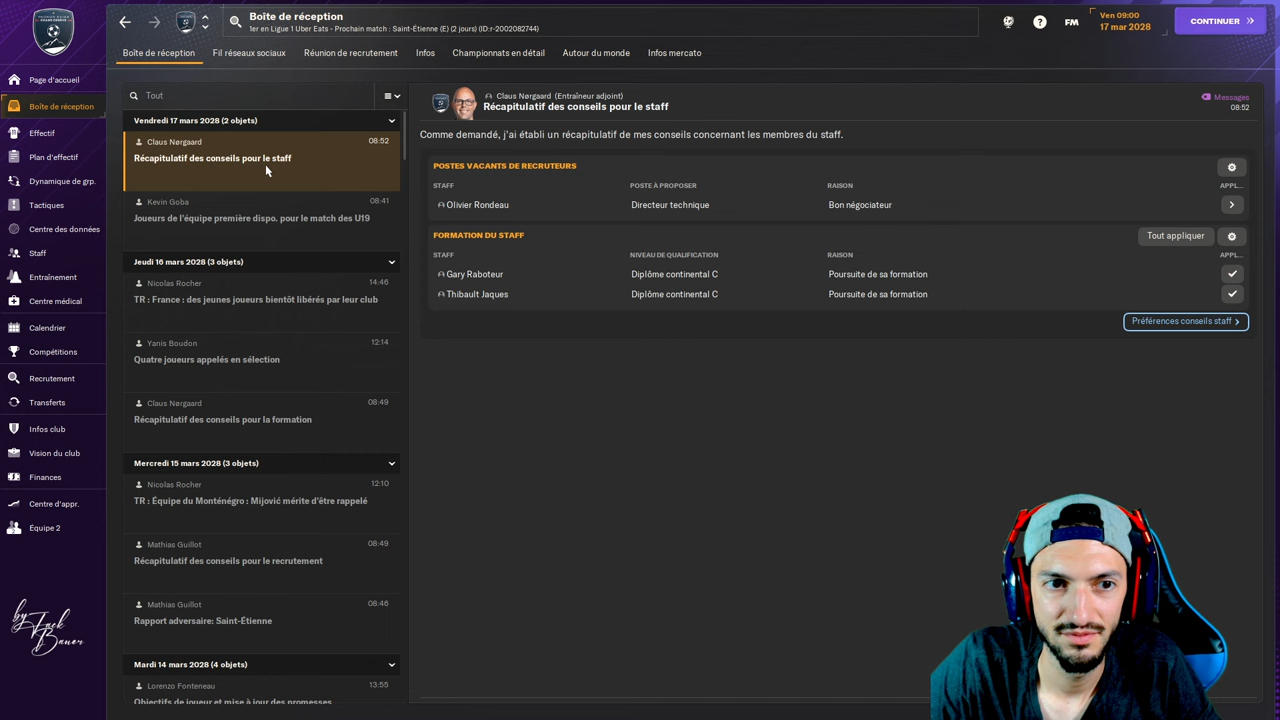 Boîte de réception
1er en Ligue 1 Uber Eats - Prochain match : Saint-Étienne (E) (2 jours) (ID:r-2002082744)
FM
Ven 09:00
17 mar 2028
CONTINUER
Boîte de réception
Fil réseaux sociaux
Réunion de recrutement
Infos
Championnats en détail
Autour du monde
Infos mercato
Page d'accueil
Boîte de réception
Effectif
Plan d'effectif
Dynamique de grp.
Tactiques
Centre des données
Staff
Entraînement
Centre médical
Calendrier
Compétitions
Recrutement
Transferts
Infos club
Vision du club
Finances
Centre d'appr.
Équipe 2
Tout
Vendredi 17 mars 2028 (2 objets)
Claus Nørgaard 08:52
Récapitulatif des conseils pour le staff
Kevin Goba 08:41
Joueurs de l'équipe première dispo. pour le match des U19
Jeudi 16 mars 2028 (3 objets)
Nicolas Rocher 14:46
TR : France : des jeunes joueurs bientôt libérés par leur club
Yanis Boudon 12:14
Quatre joueurs appelés en sélection
Claus Nørgaard 08:49
Récapitulatif des conseils pour la formation
Mercredi 15 mars 2028 (3 objets)
Nicolas Rocher 12:10
TR : Équipe du Monténégro : Mijović mérite d'être rappelé
Mathias Guillot 08:49
Récapitulatif des conseils pour le recrutement
Mathias Guillot 08:46
Rapport adversaire: Saint-Étienne
Mardi 14 mars 2028 (4 objets)
Lorenzo Fonteneau 13:55
Objectifs de joueur et mise à jour des promesses
Claus Nørgaard (Entraîneur adjoint)
Récapitulatif des conseils pour le staff
Messages
08:52
Comme demandé, j'ai établi un récapitulatif de mes conseils concernant les membres du staff.
POSTES VACANTS DE RECRUTEURS
STAFF POSTE À PROPOSER RAISON APPL...
Olivier Rondeau Directeur technique Bon négociateur
FORMATION DU STAFF Tout appliquer
STAFF NIVEAU DE QUALIFICATION RAISON APPL...
Gary Raboteur Diplôme continental C Poursuite de sa formation
Thibault Jaques Diplôme continental C Poursuite de sa formation
Préférences conseils staff